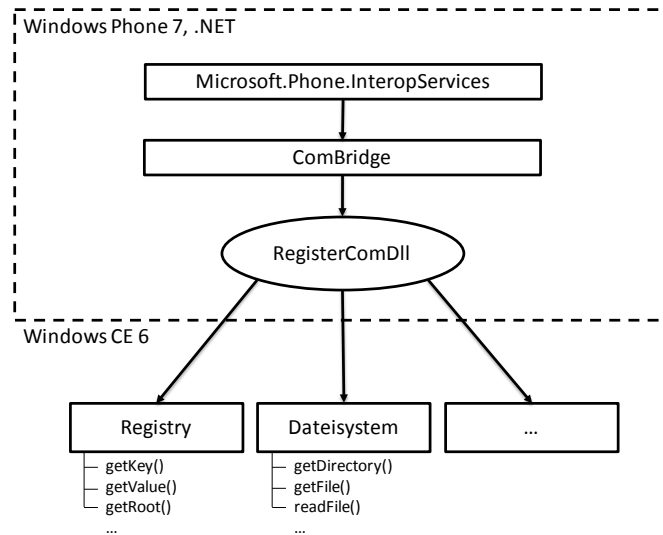 Windows Phone 7, .NET
Microsoft.Phone.InteropServices
ComBridge
RegisterComDll
Windows CE 6
Registry
Dateisystem
...
getKey()
getValue()
getRoot()
...
getDirectory()
getFile()
readFile()
...